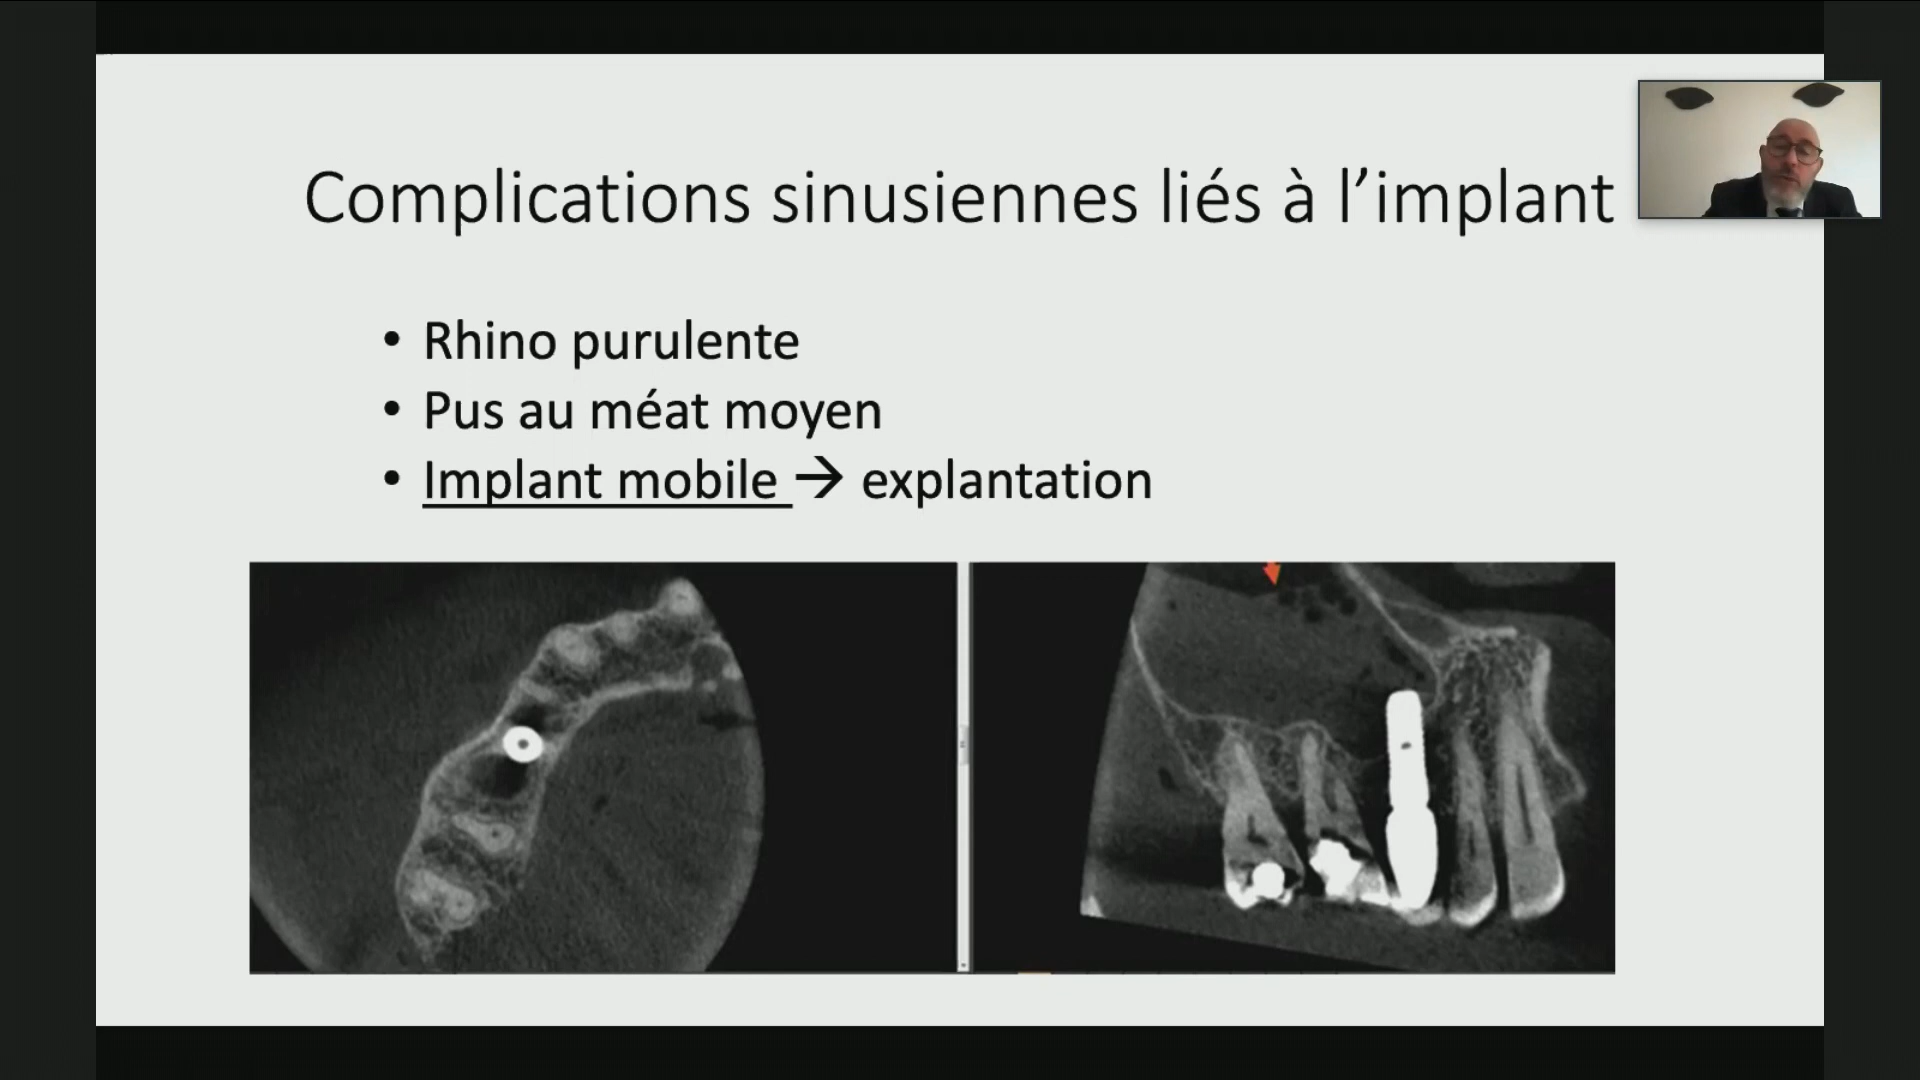 Complications sinusiennes liés à l’implant
• Rhino purulente
• Pus au méat moyen
• Implant mobile → explantation